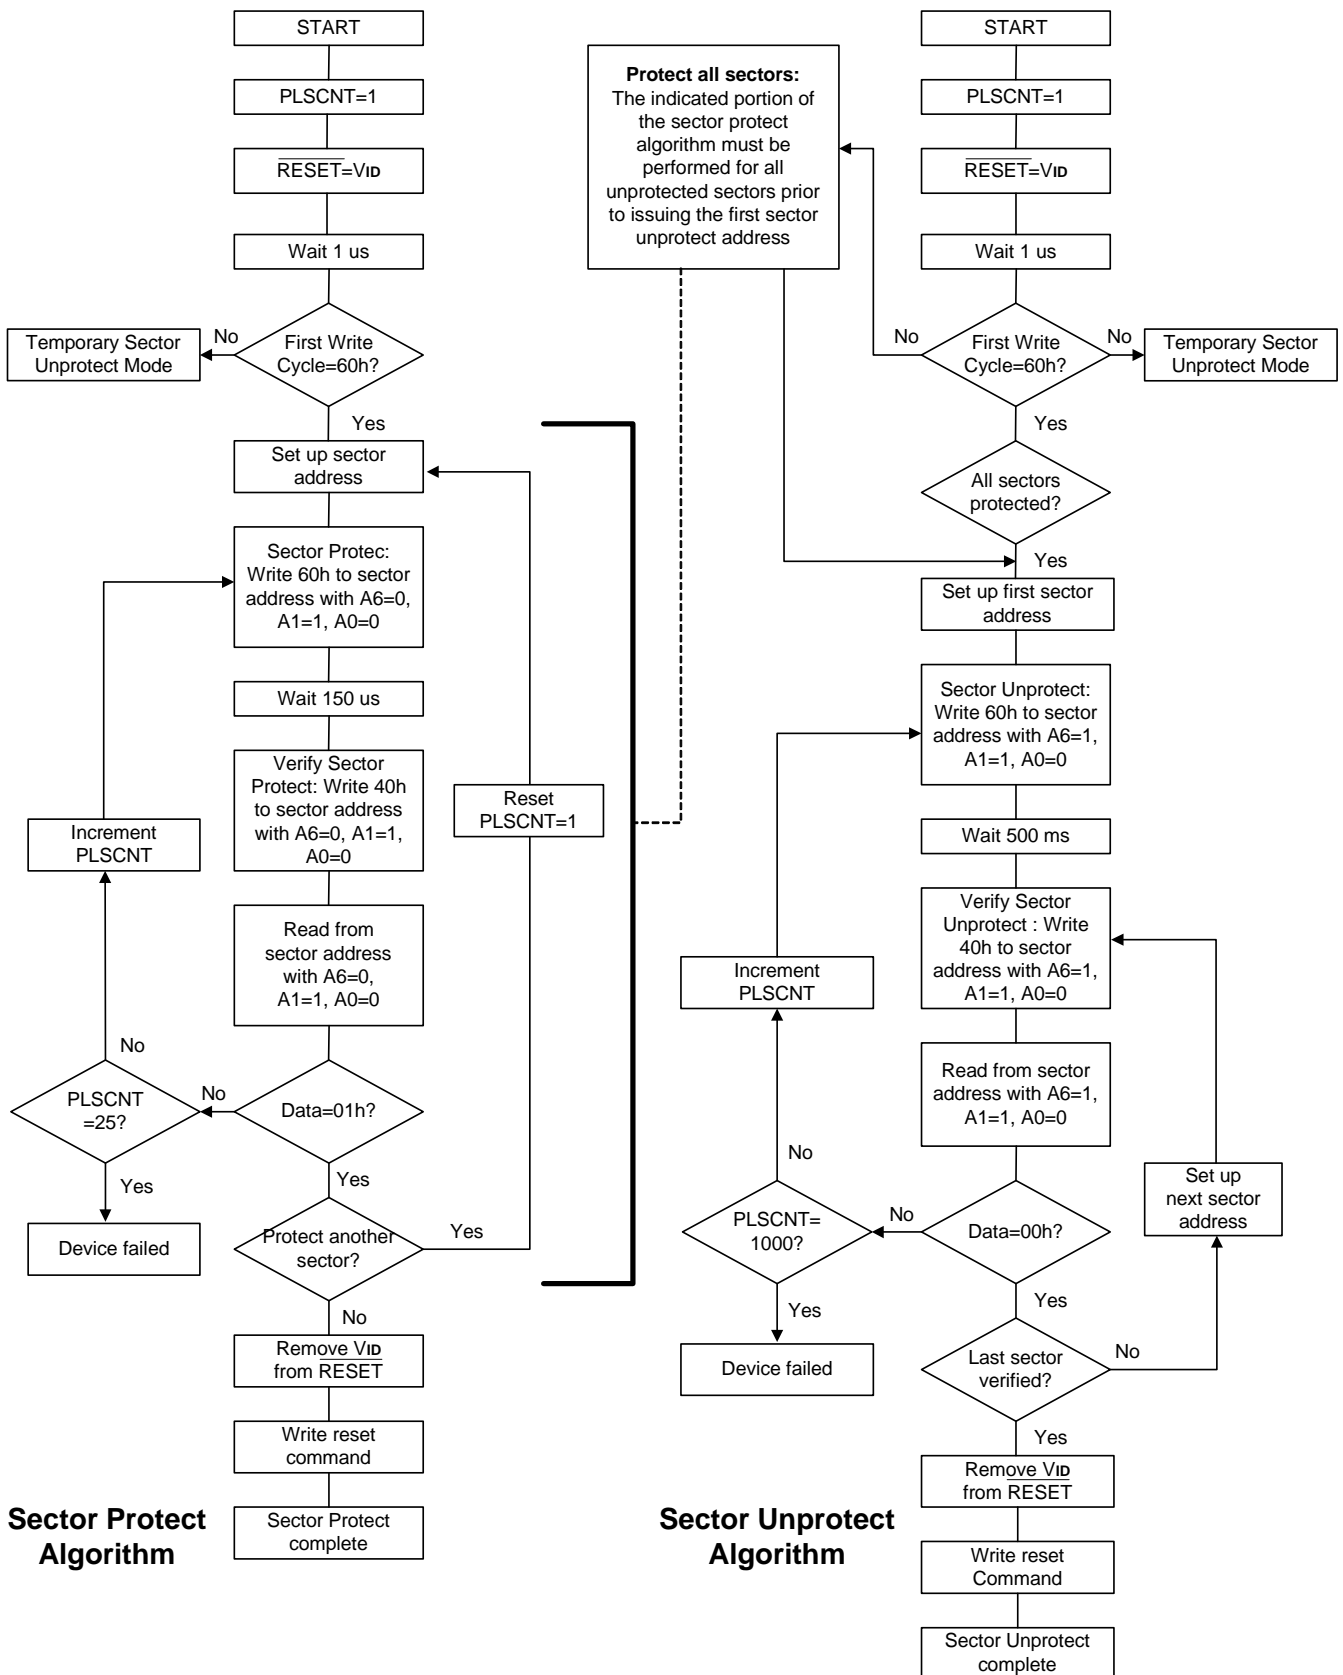 START
PLSCNT=1
RESET=VID
Wait 1 us
First Write
Cycle=60h?
No
Temporary Sector
Unprotect Mode
Yes
Set up sector
address
Sector Protec:
Write 60h to sector
address with A6=0,
A1=1, A0=0
Wait 150 us
Verify Sector
Protect: Write 40h
to sector address
with A6=0, A1=1,
A0=0
Reset
PLSCNT=1
Increment
PLSCNT
Read from
sector address
with A6=0,
A1=1, A0=0
No
PLSCNT
=25?
No
Data=01h?
Yes
Yes
Device failed
Protect another
sector?
Yes
No
Remove VID
from RESET
Write reset
command
Sector Protect
complete
Sector Protect
Algorithm
Protect all sectors:
The indicated portion of
the sector protect
algorithm must be
performed for all
unprotected sectors prior
to issuing the first sector
unprotect address
START
PLSCNT=1
RESET=VID
Wait 1 us
No
First Write
Cycle=60h?
No
Temporary Sector
Unprotect Mode
Yes
All sectors
protected?
Yes
Set up first sector
address
Sector Unprotect:
Write 60h to sector
address with A6=1,
A1=1, A0=0
Wait 500 ms
Verify Sector
Unprotect : Write
40h to sector
address with A6=1,
A1=1, A0=0
Increment
PLSCNT
Read from sector
address with A6=1,
A1=1, A0=0
No
PLSCNT=
1000?
No
Data=00h?
Set up
next sector
address
Yes
Yes
Device failed
Last sector
verified?
No
Yes
Remove VID
from RESET
Write reset
Command
Sector Unprotect
complete
Sector Unprotect
Algorithm